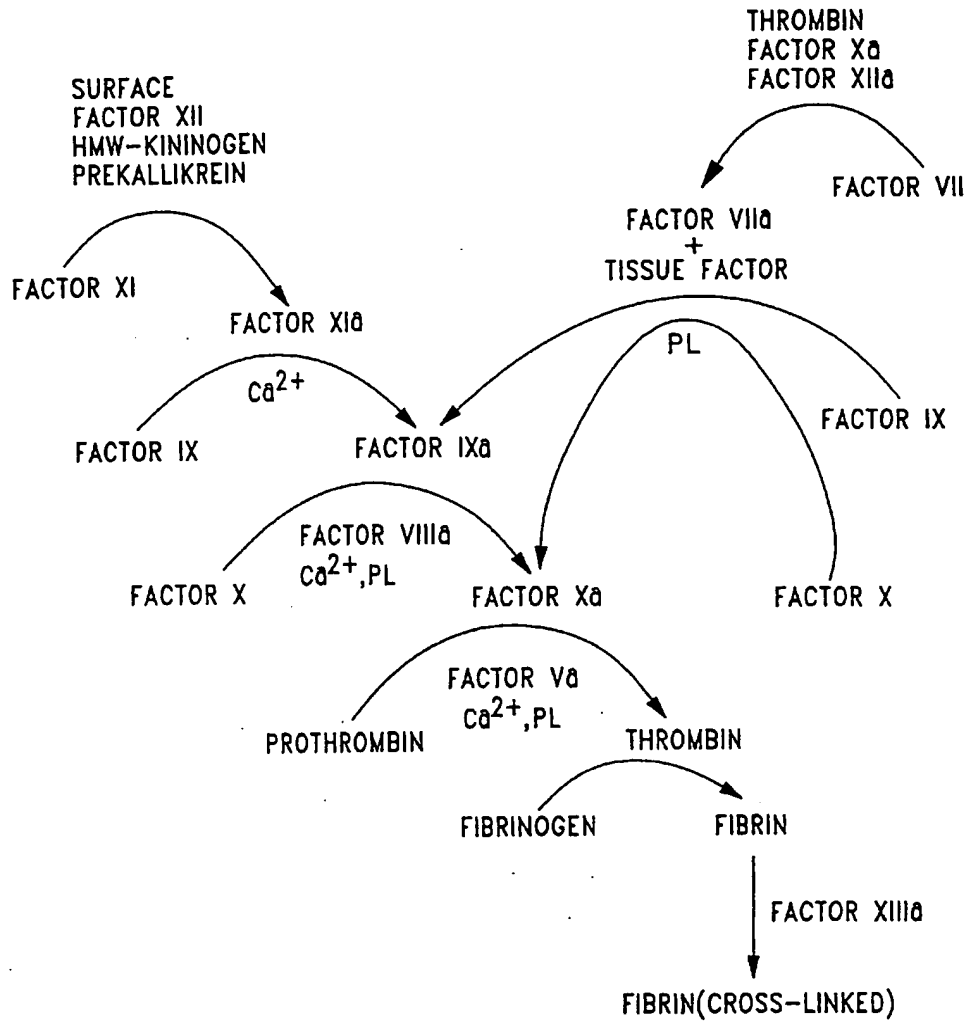 THROMBIN
FACTOR Xa
FACTOR XIIa
SURFACE
FACTOR XII
HMW-KININOGEN
PREKALLIKREIN
FACTOR VII
FACTOR VIIa
+
TISSUE FACTOR
FACTOR XI
FACTOR XIa
PL
Ca2+
FACTOR IX
FACTOR IX
FACTOR IXa
FACTOR VIIIa
Ca2+,PL
FACTOR X
FACTOR Xa
FACTOR X
FACTOR Va
Ca2+,PL
PROTHROMBIN
THROMBIN
FIBRINOGEN
FIBRIN
FACTOR XIIIa
FIBRIN(CROSS-LINKED)